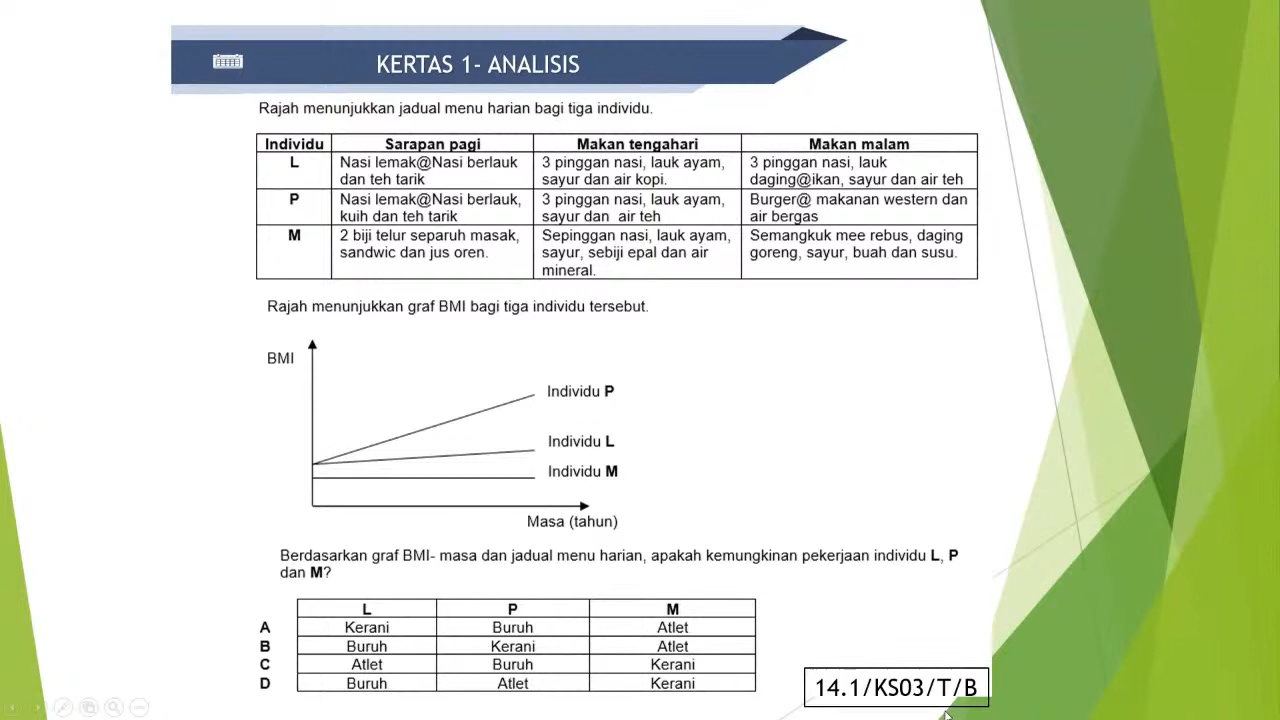 KERTAS 1- ANALISIS
Rajah menunjukkan jadual menu harian bagi tiga individu.
Individu Sarapan pagi Makan tengahari Makan malam
L Nasi lemak@Nasi berlauk 3 pinggan nasi, lauk ayam, 3 pinggan nasi, lauk
dan teh tarik sayur dan air kopi. daging@ikan, sayur dan air teh
P Nasi lemak@Nasi berlauk, 3 pinggan nasi, lauk ayam, Burger@ makanan western dan
kuih dan teh tarik sayur dan air teh air bergas
M 2 biji telur separuh masak, Sepinggan nasi, lauk ayam, Semangkuk mee rebus, daging
sandwic dan jus oren. sayur, sebiji epal dan air goreng, sayur, buah dan susu.
mineral.
Rajah menunjukkan graf BMI bagi tiga individu tersebut.
BMI
Individu P
Individu L
Individu M
Masa (tahun)
Berdasarkan graf BMI- masa dan jadual menu harian, apakah kemungkinan pekerjaan individu L, P
dan M?
L P M
A Kerani Buruh Atlet
B Buruh Kerani Atlet
C Atlet Buruh Kerani
D Buruh Atlet Kerani
14.1/KS03/T/B